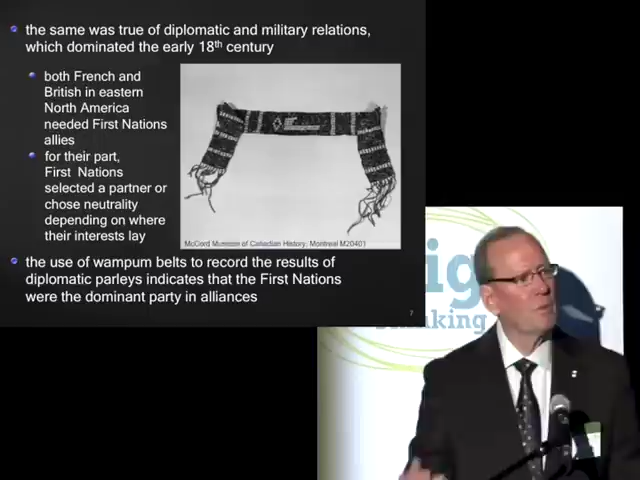 the same was true of diplomatic and military relations,
which dominated the early 18th century
both French and
British in eastern
North America
needed First Nations
allies
for their part,
First Nations
selected a partner or
chose neutrality
depending on where
their interests lay
McCord Museum of Canadian History, Montreal M20401
the use of wampum belts to record the results of
diplomatic parleys indicates that the First Nations
were the dominant party in alliances
7
ig
inking